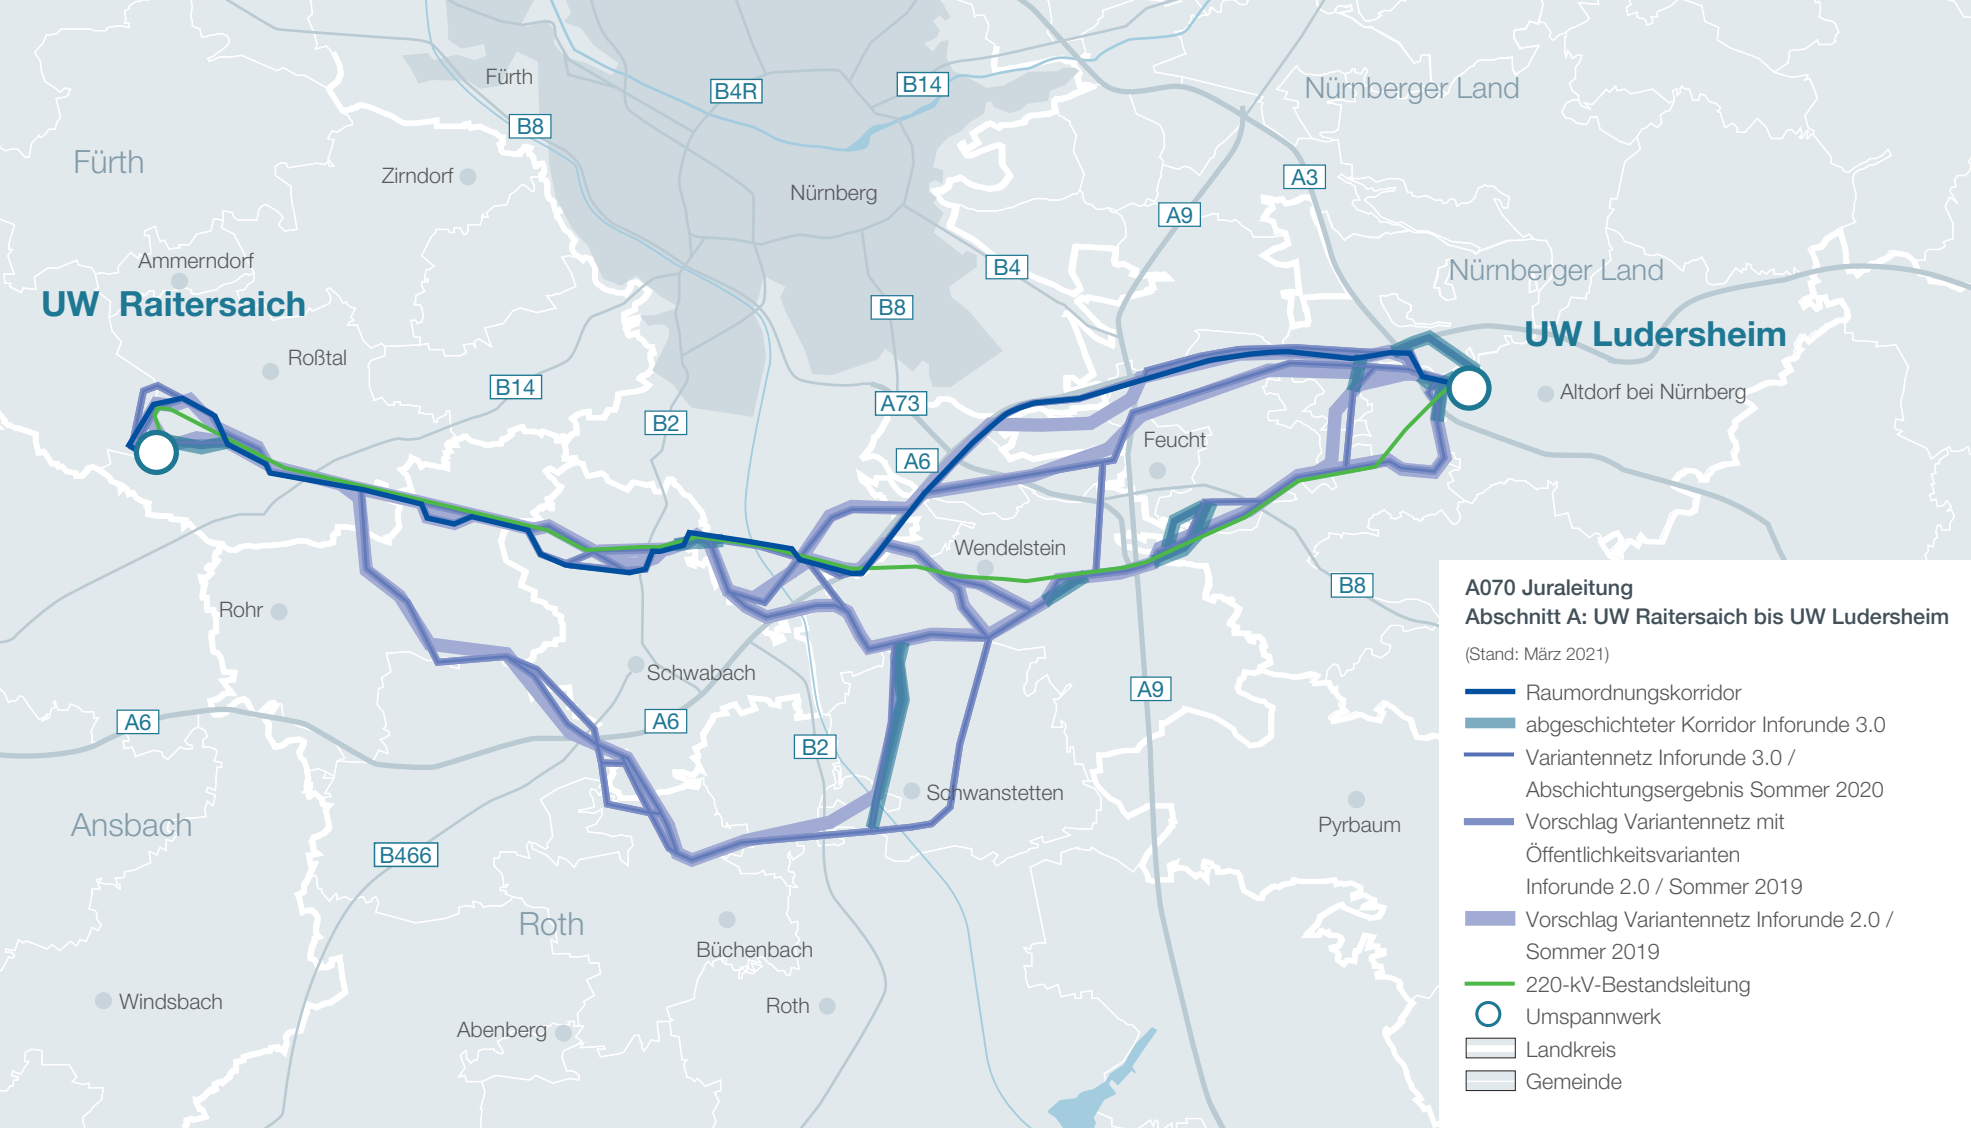 Fürth
B4R
B14
Nürnberger Land
B8
Fürth
Zirndorf
A3
Nürnberg
A9
Ammerndorf
B4
Nürnberger Land
UW Raitersaich
B8
UW Ludersheim
Roßtal
B14
Altdorf bei Nürnberg
A73
B2
Feucht
A6
Wendelstein
B8
Rohr
Schwabach
A9
A6
A6
B2
Schwanstetten
Ansbach
Pyrbaum
B466
Roth
Büchenbach
Windsbach
Roth
Abenberg
A070 Juraleitung
Abschnitt A: UW Raitersaich bis UW Ludersheim
(Stand: März 2021)
Raumordnungskorridor
abgeschichteter Korridor Inforunde 3.0
Variantennetz Inforunde 3.0 /
Abschichtungsergebnis Sommer 2020
Vorschlag Variantennetz mit
Öffentlichkeitsvarianten
Inforunde 2.0 / Sommer 2019
Vorschlag Variantennetz Inforunde 2.0 /
Sommer 2019
220-kV-Bestandsleitung
Umspannwerk
Landkreis
Gemeinde